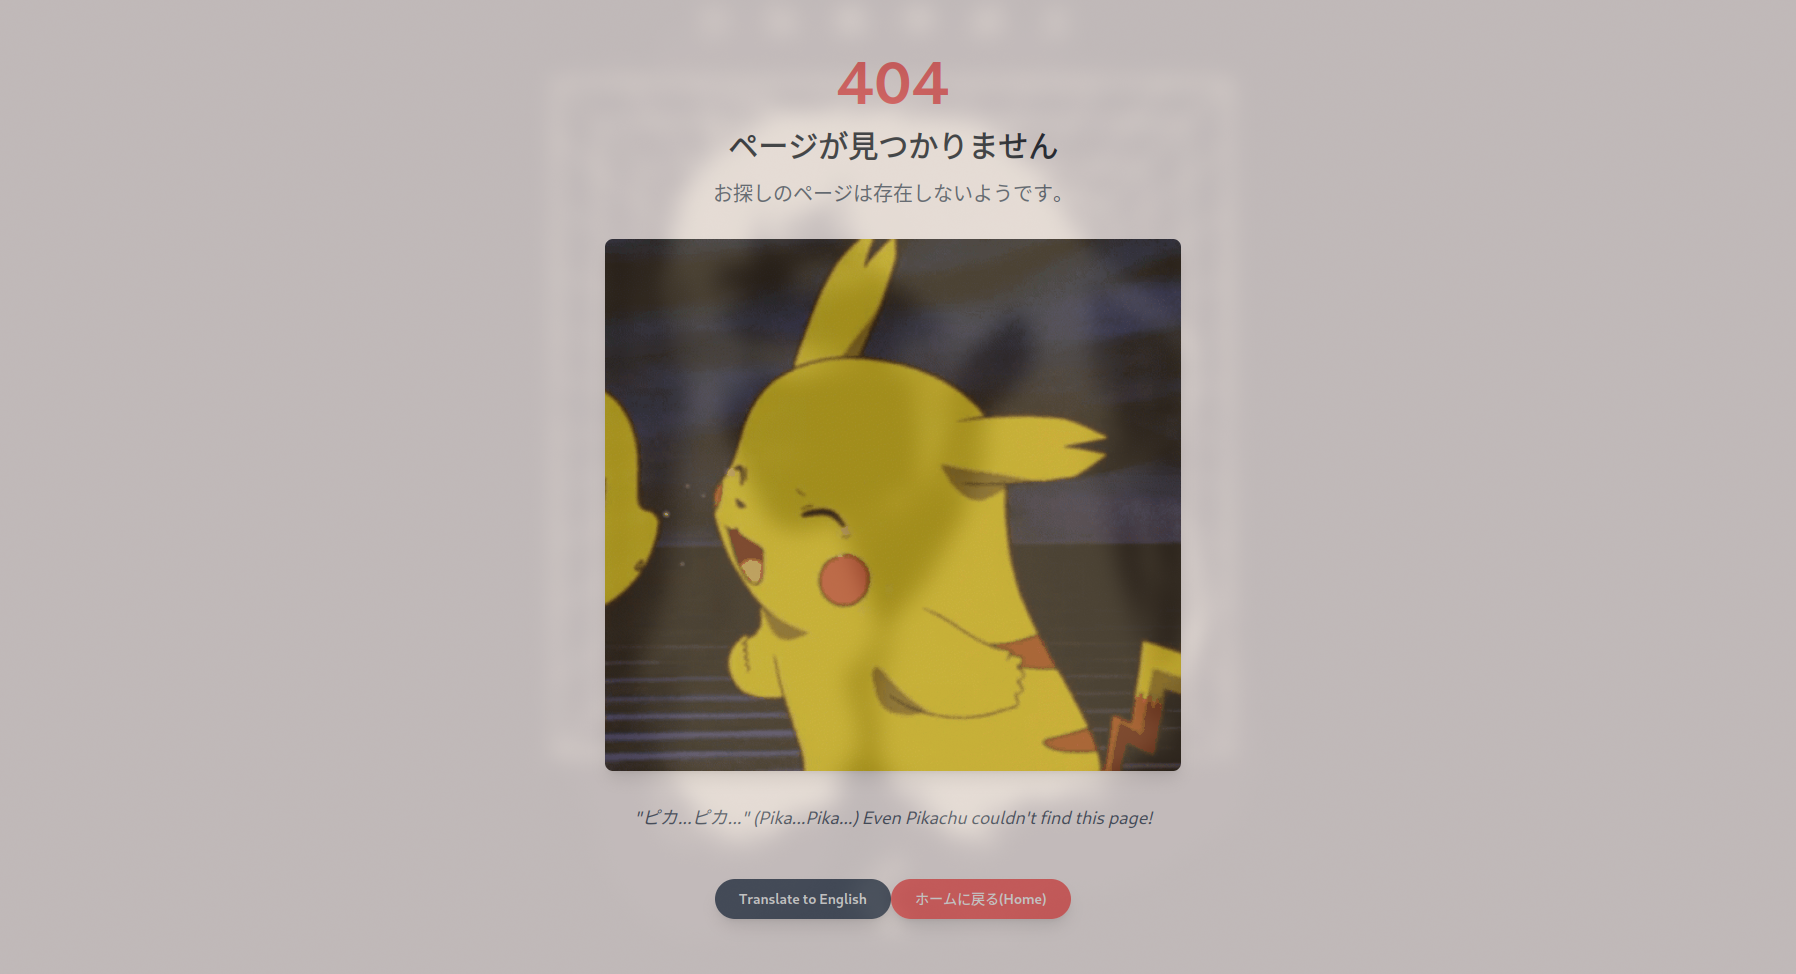 404
ページが見つかりません
お探しのページは存在しないようです。
"ピカ...ピカ..." (Pika...Pika...) Even Pikachu couldn't find this page!
Translate to English
ホームに戻る(Home)